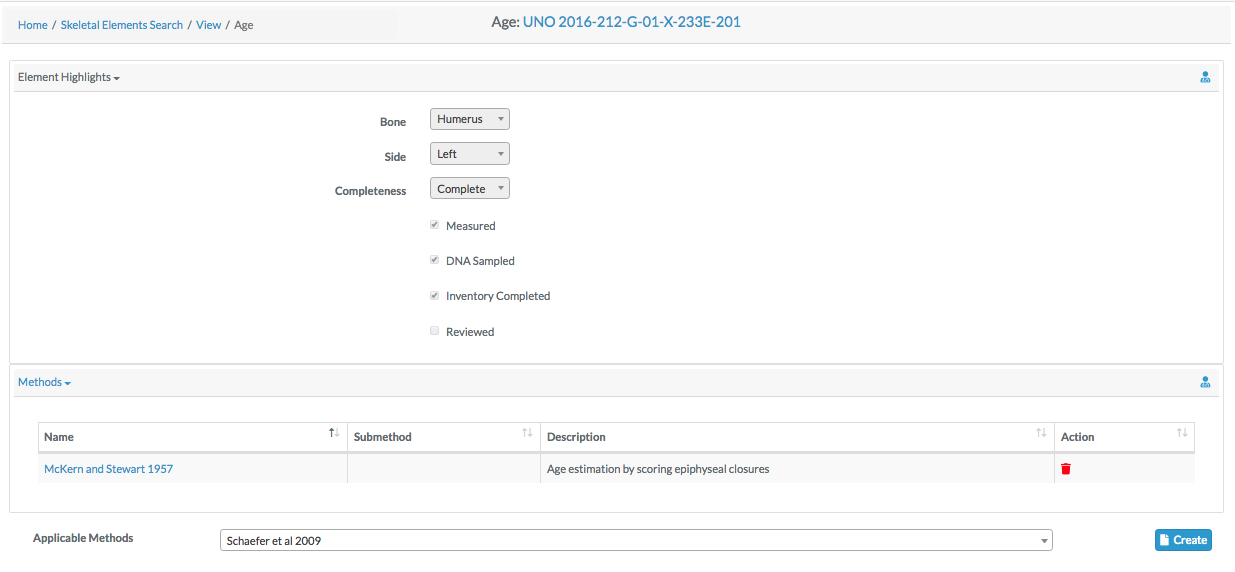 Home / Skeletal Elements Search / View / Age
Age: UNO 2016-212-G-01-X-233E-201
Element Highlights
Bone Humerus
Side Left
Completeness Complete
Measured
DNA Sampled
Inventory Completed
Reviewed
Methods
Name Submethod Description Action
McKern and Stewart 1957 Age estimation by scoring epiphyseal closures
Applicable Methods Schaefer et al 2009 Create